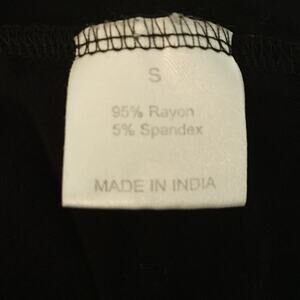 S
95% Rayon
5% Spandex
MADE IN INDIA